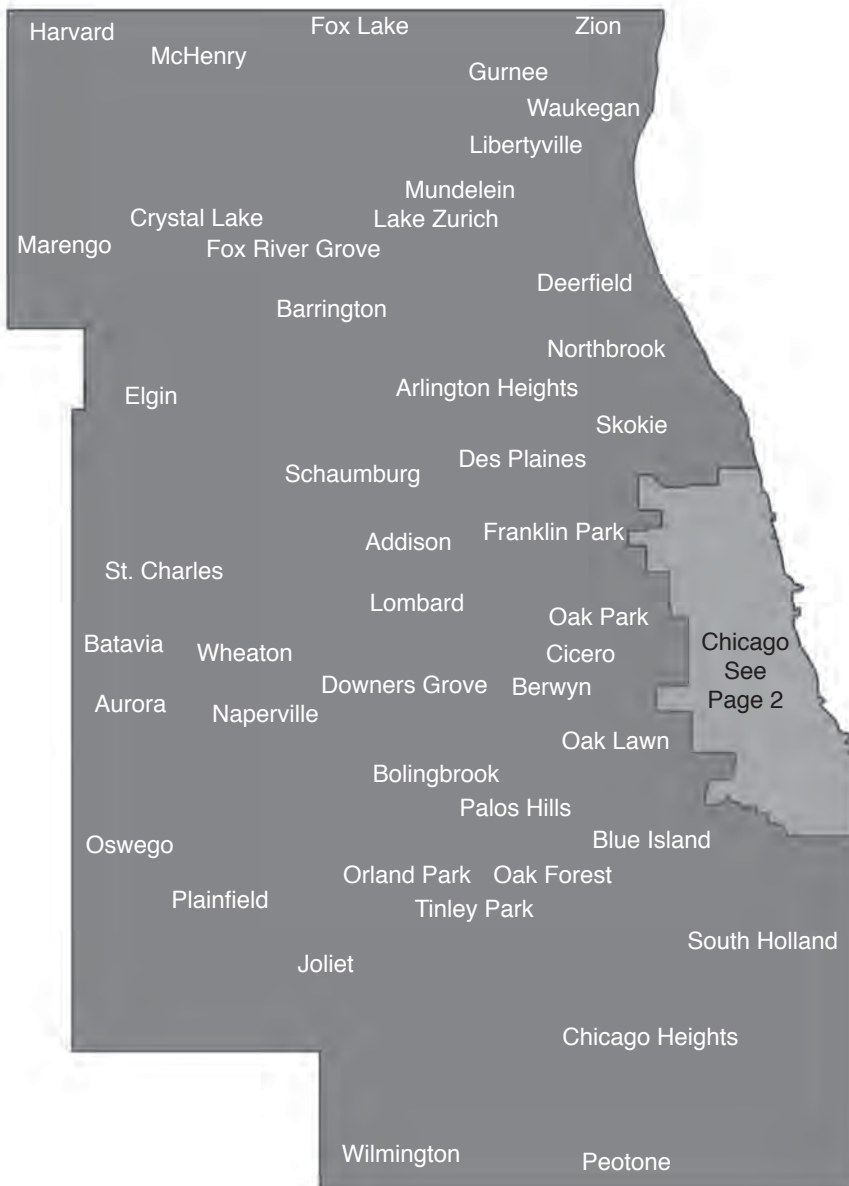 Harvard
Fox Lake
Zion
McHenry
Gurnee
Waukegan
Libertyville
Mundelein
Crystal Lake
Lake Zurich
Marengo
Fox River Grove
Deerfield
Barrington
Northbrook
Elgin
Arlington Heights
Skokie
Des Plaines
Schaumburg
Franklin Park
Addison
St. Charles
Lombard
Oak Park
Batavia
Wheaton
Cicero
Chicago
See
Page 2
Downers Grove
Berwyn
Aurora
Naperville
Oak Lawn
Bolingbrook
Palos Hills
Oswego
Blue Island
Orland Park
Oak Forest
Plainfield
Tinley Park
South Holland
Joliet
Chicago Heights
Wilmington
Peotone